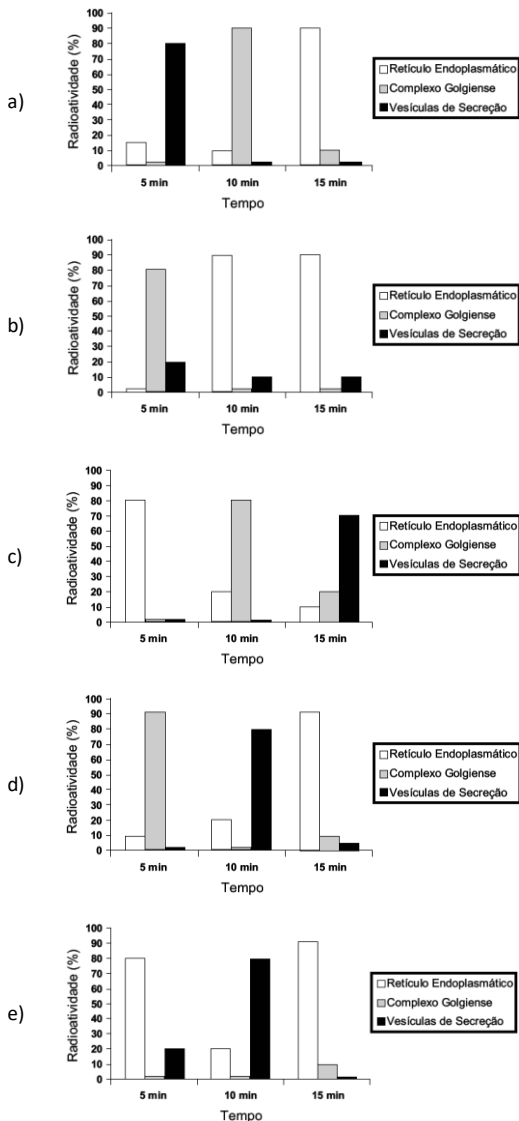 a)
Radioatividade (%)
100
90
80
70
60
50
40
30
20
10
0
5 min 10 min 15 min
Tempo
Retículo Endoplasmático
Complexo Golgiense
Vesículas de Secreção
b)
Radioatividade (%)
100
90
80
70
60
50
40
30
20
10
0
5 min 10 min 15 min
Tempo
Retículo Endoplasmático
Complexo Golgiense
Vesículas de Secreção
c)
Radioatividade (%)
100
90
80
70
60
50
40
30
20
10
0
5 min 10 min 15 min
Tempo
Retículo Endoplasmático
Complexo Golgiense
Vesículas de Secreção
d)
Radioatividade (%)
100
90
80
70
60
50
40
30
20
10
0
5 min 10 min 15 min
Tempo
Retículo Endoplasmático
Complexo Golgiense
Vesículas de Secreção
e)
Radioatividade (%)
100
90
80
70
60
50
40
30
20
10
0
5 min 10 min 15 min
Tempo
Retículo Endoplasmático
Complexo Golgiense
Vesículas de Secreção